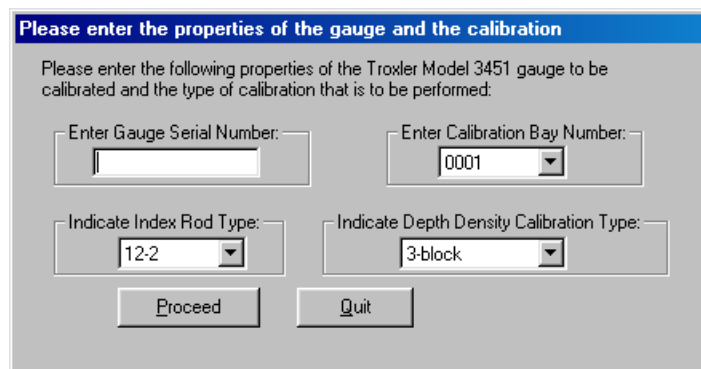 Please enter the properties of the gauge and the calibration
Please enter the following properties of the Troxler Model 3451 gauge to be
calibrated and the type of calibration that is to be performed:
Enter Gauge Serial Number:
Enter Calibration Bay Number:
0001
Indicate Index Rod Type:
Indicate Depth Density Calibration Type:
12-2
3-block
Proceed
Quit